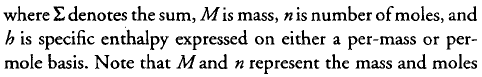 where Σ denotes the sum, M is mass, n is number of moles, and
h is specific enthalpy expressed on either a per-mass or per-
mole basis. Note that M and n represent the mass and moles